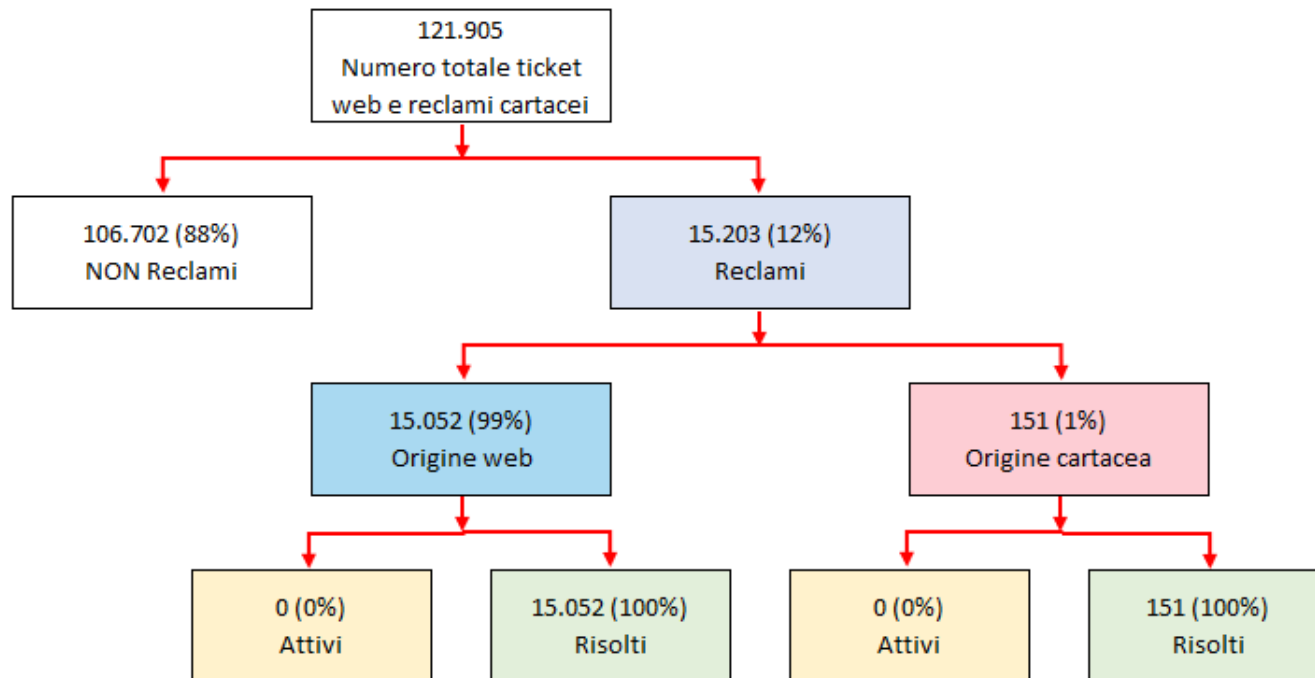 121.905
Numero totale ticket
web e reclami cartacei
106.702 (88%)
NON Reclami
15.203 (12%)
Reclami
15.052 (99%)
Origine web
151 (1%)
Origine cartacea
0 (0%)
Attivi
15.052 (100%)
Risolti
0 (0%)
Attivi
151 (100%)
Risolti